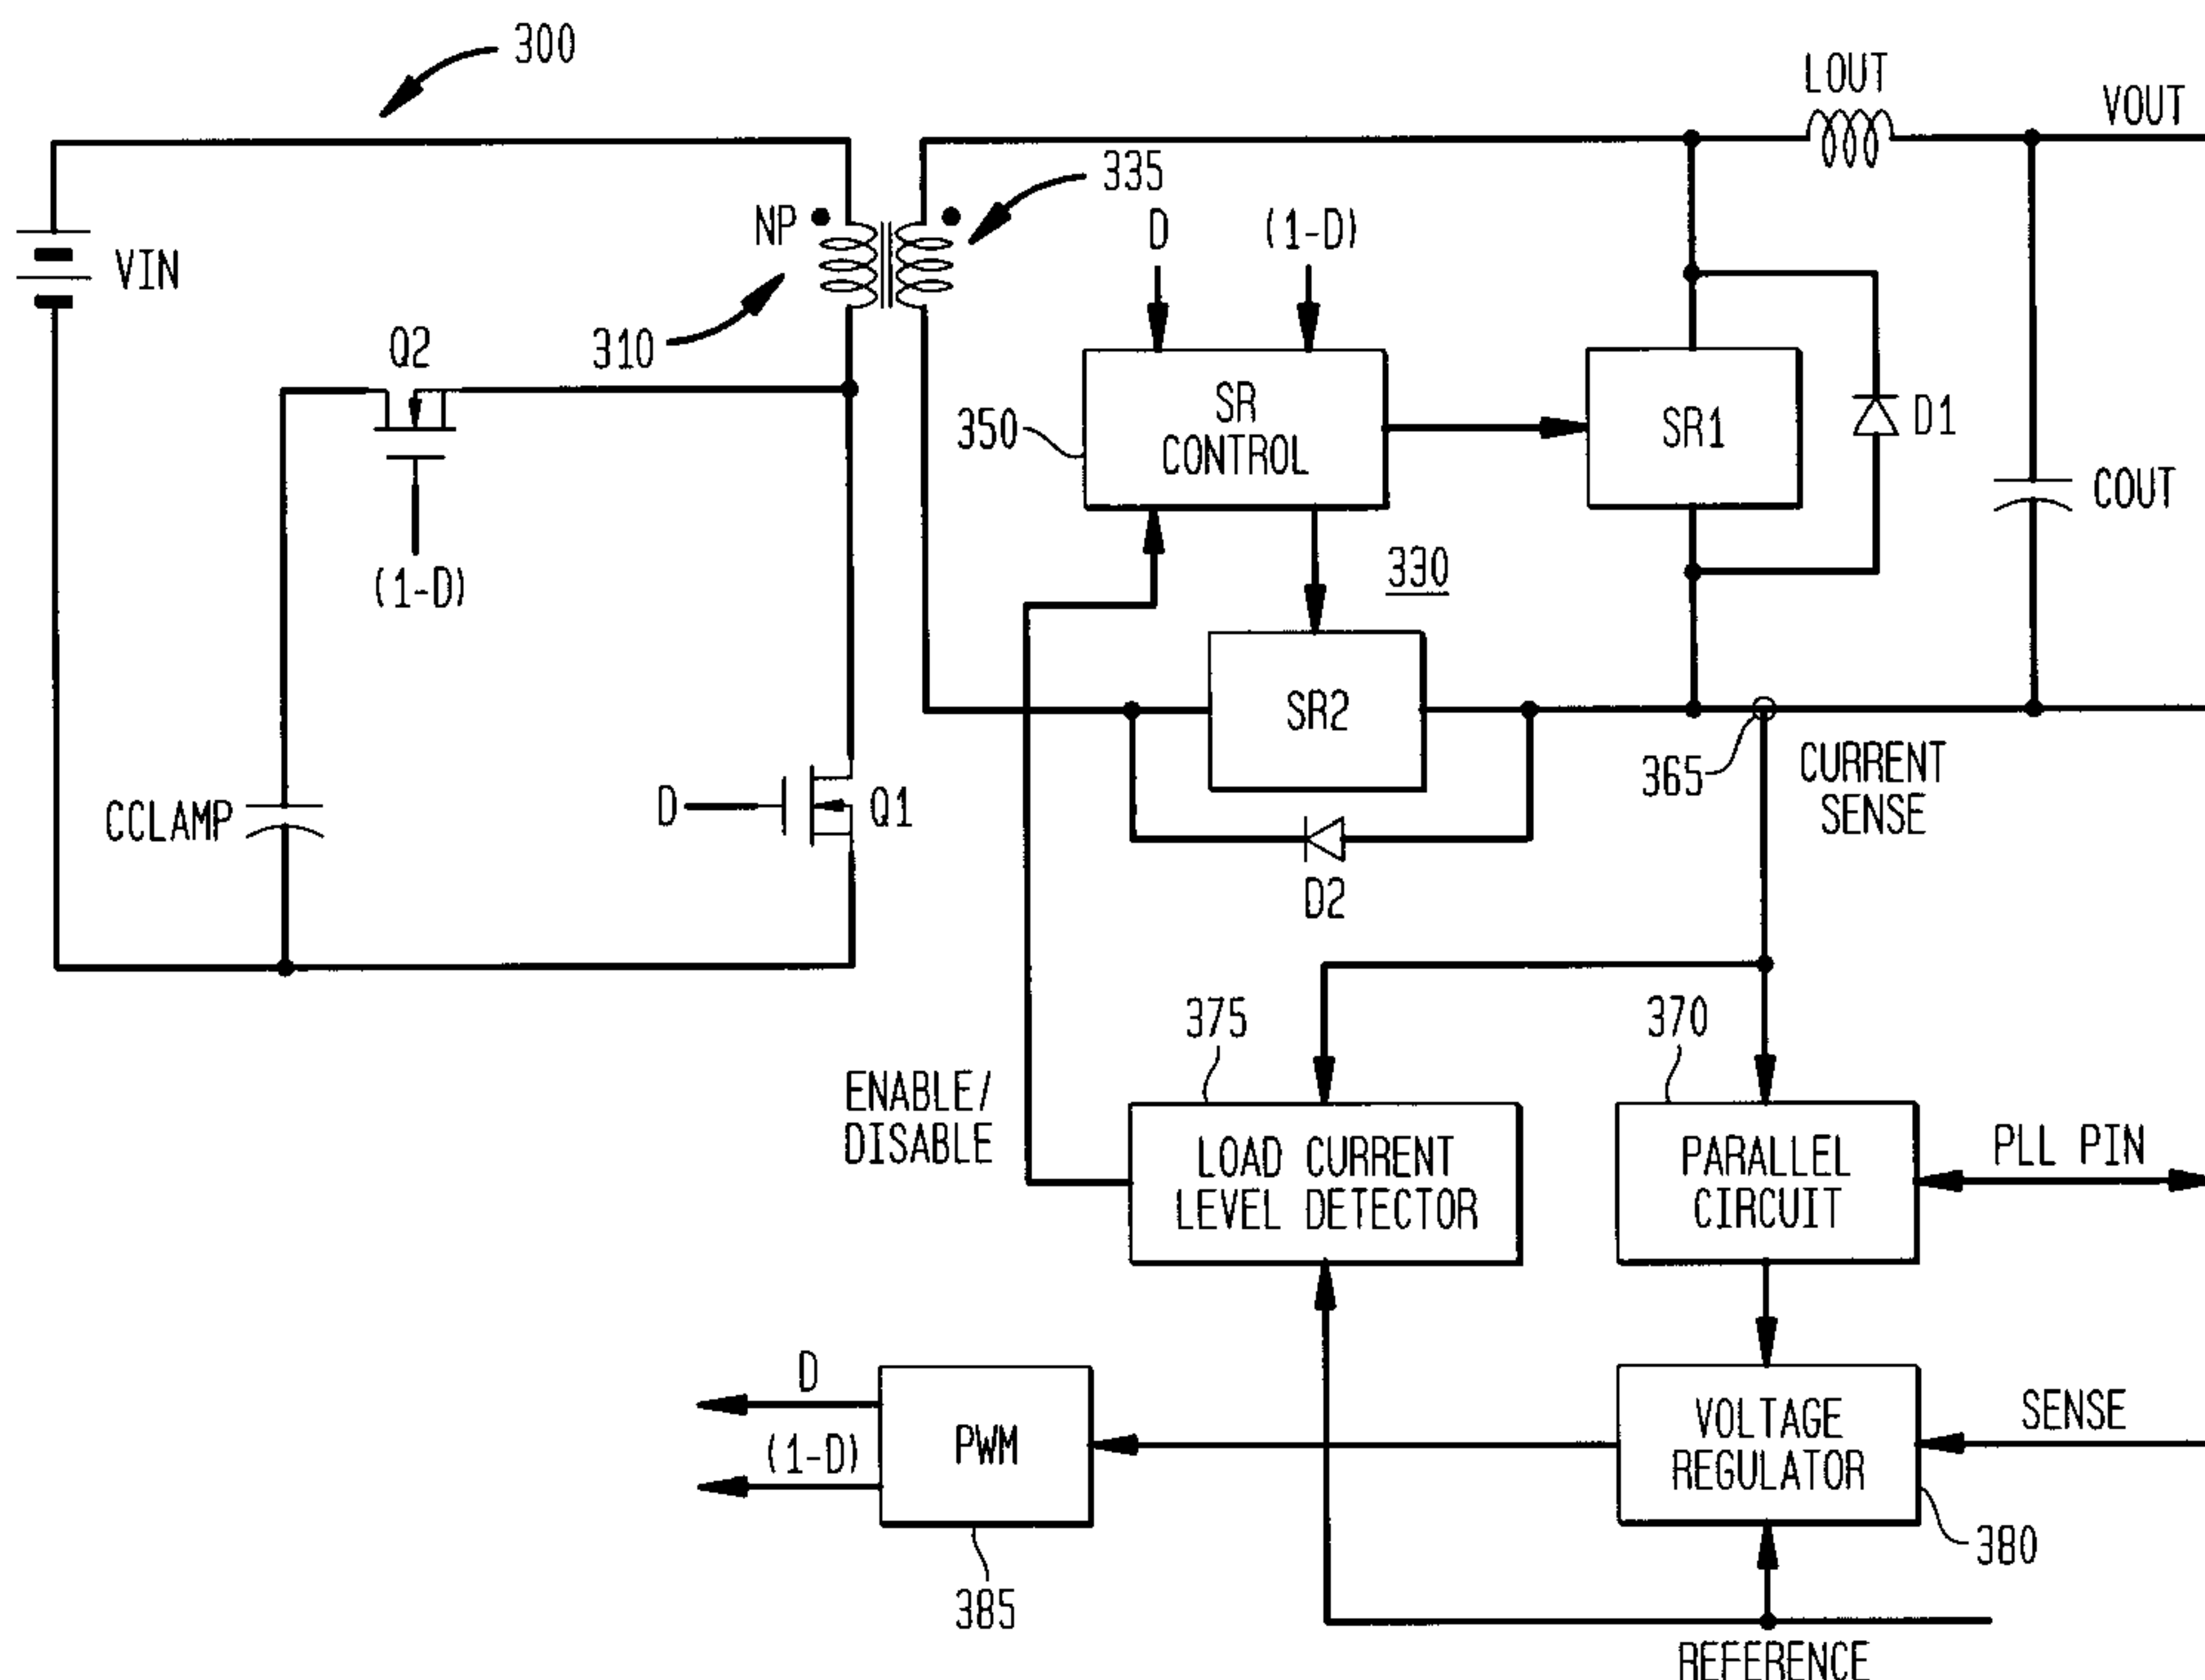 300
LOUT
VOUT
335
NP
D
(1-D)
VIN
310
Q2
350
SR
CONTROL
SR1
D1
COUT
(1-D)
330
SR2
365
CURRENT
SENSE
CCLAMP
D
Q1
D2
375
370
ENABLE/
DISABLE
LOAD CURRENT
LEVEL DETECTOR
PARALLEL
CIRCUIT
PLL PIN
D
(1-D)
PWM
VOLTAGE
REGULATOR
SENSE
380
385
REFERENCE